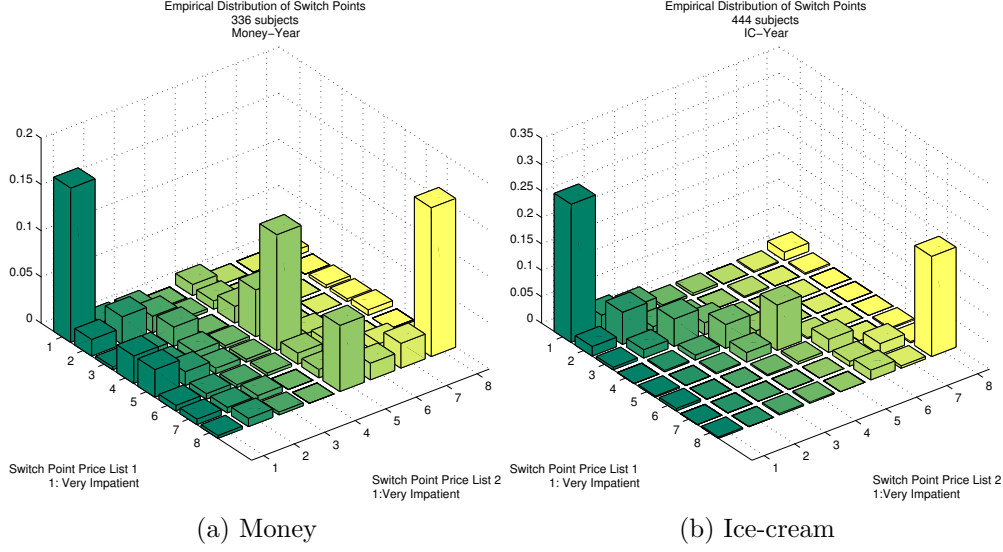 Empirical Distribution of Switch Points
336 subjects
Money−Year
0.2
0.15
0.1
0.05
0
1
2
3
4
5
6
7
8
1
2
3
4
5
6
7
8
Switch Point Price List 1
1: Very Impatient
Switch Point Price List 2
1:Very Impatient
(a) Money
Empirical Distribution of Switch Points
444 subjects
IC−Year
0.35
0.3
0.35
0.25
0.2
0.15
0.1
0.05
0
1
2
3
4
5
6
7
8
1
2
3
4
5
6
7
8
Switch Point Price List 1
1: Very Impatient
Switch Point Price List 2
1:Very Impatient
(b) Ice-cream